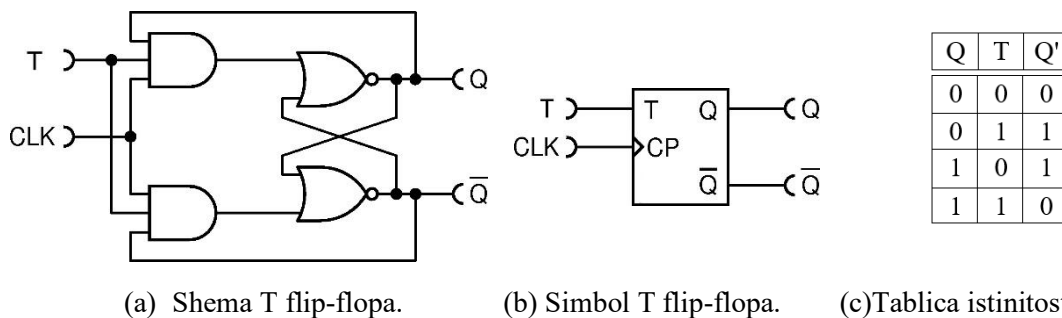 T
CLK
Q
Q̅
T
CLK
T Q
CP
Q̅
Q
Q̅
Q T Q'
0 0 0
0 1 1
1 0 1
1 1 0
(a) Shema T flip-flopa. (b) Simbol T flip-flopa. (c)Tablica